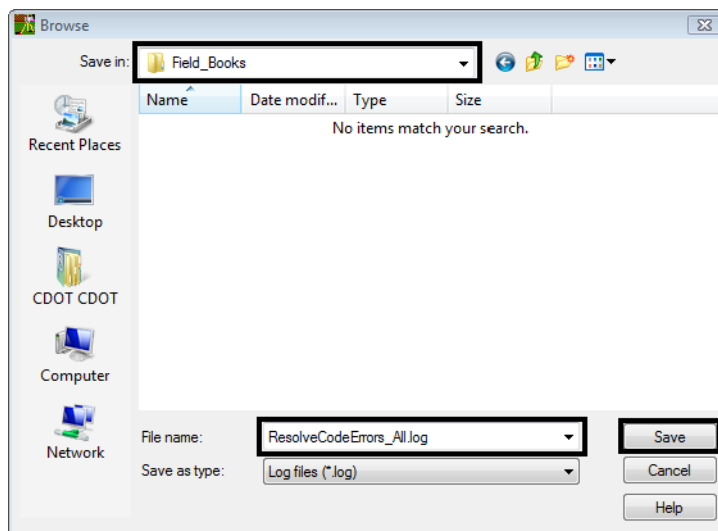 Browse
Save in: Field_Books
Name Date modif... Type Size
No items match your search.
Recent Places
Desktop
CDOT CDOT
Computer
Network
File name: ResolveCodeErrors_All.log Save
Save as type: Log files (*.log) Cancel
Help